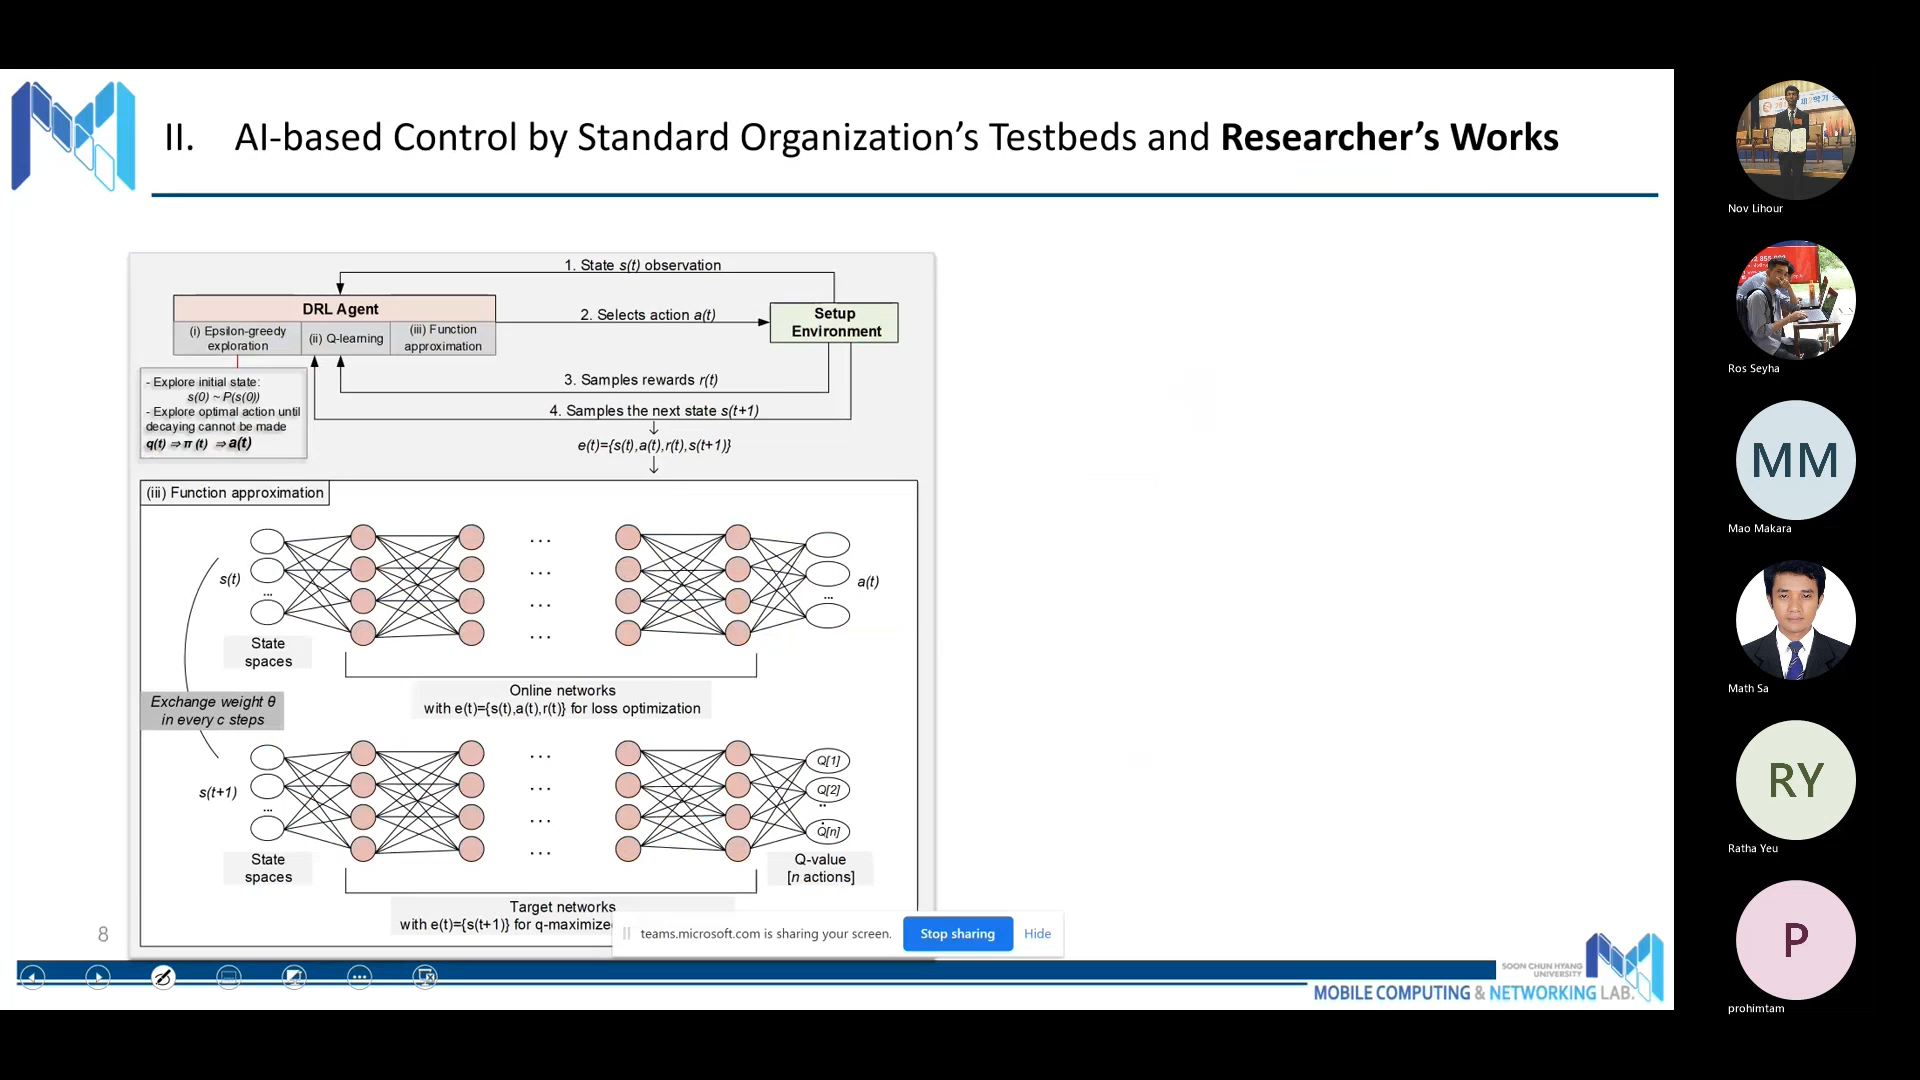 II. AI-based Control by Standard Organization's Testbeds and Researcher's Works
1. State s(t) observation
DRL Agent
(i) Epsilon-greedy
exploration
(ii) Q-learning
(iii) Function
approximation
2. Selects action a(t)
Setup
Environment
3. Samples rewards r(t)
4. Samples the next state s(t+1)
- Explore initial state:
s(0) ~ P(s(0))
- Explore optimal action until
decaying cannot be made
q(t) ⇒ π (t) ⇒ a(t)
e(t)={s(t),a(t),r(t),s(t+1)}
(iii) Function approximation
s(t)
...
...
...
...
...
...
a(t)
State
spaces
Online networks
with e(t)={s(t),a(t),r(t)} for loss optimization
Exchange weight θ
in every c steps
s(t+1)
...
...
...
...
...
Q[1]
Q[2]
..
Q[n]
State
spaces
Q-value
[n actions]
Target networks
with e(t)={s(t+1)} for q-maximize
teams.microsoft.com is sharing your screen.
Stop sharing
Hide
8
SOON CHUN HYANG
UNIVERSITY
MOBILE COMPUTING & NETWORKING LAB.
Nov Lihour
Ros Seyha
MM
Mao Makara
Math Sa
RY
Ratha Yeu
P
prohimtam